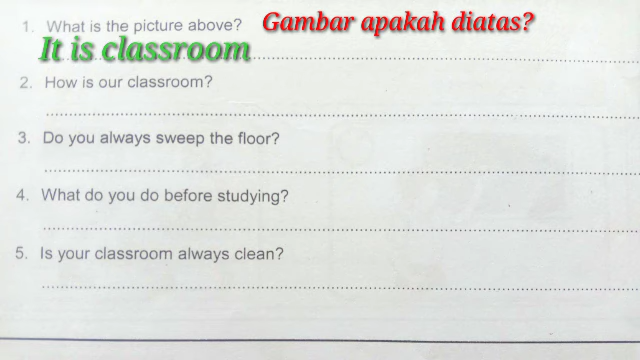 1. What is the picture above? Gambar apakah diatas?
It is classroom
2. How is our classroom?
3. Do you always sweep the floor?
4. What do you do before studying?
5. Is your classroom always clean?